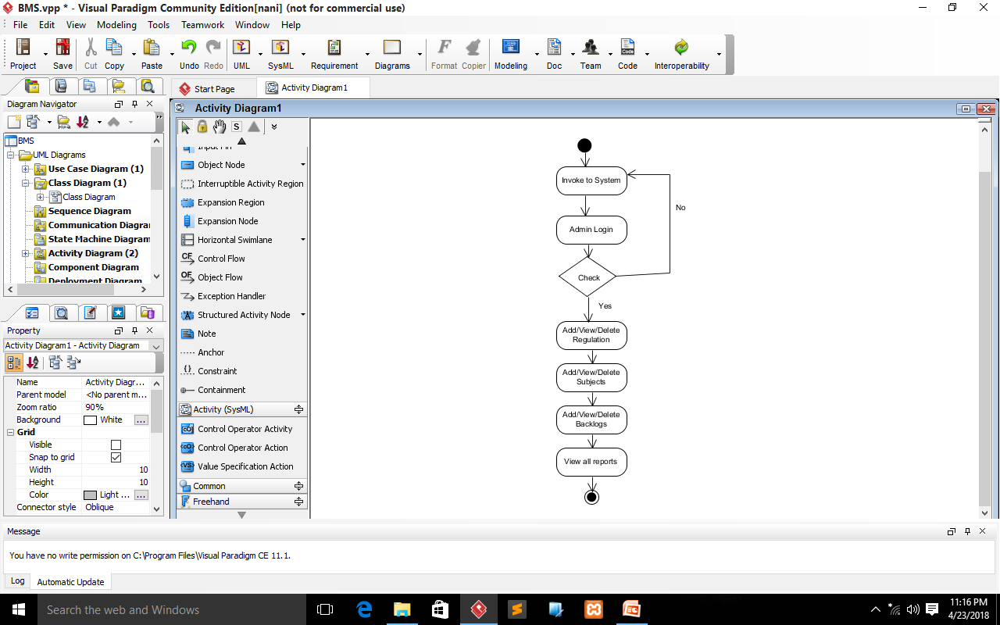 BMS.vpp * - Visual Paradigm Community Edition[nani] (not for commercial use)
File Edit View Modeling Tools Teamwork Window Help
Project Save Cut Copy Paste Undo Redo UML SysML Requirement Diagrams Format Copier Modeling Doc Team Code Interoperability
Start Page Activity Diagram1
Diagram Navigator
BMS
UML Diagrams
Use Case Diagram (1)
Class Diagram (1)
Class Diagram
Sequence Diagram
Communication Diagram
State Machine Diagram
Activity Diagram (2)
Component Diagram
Deployment Diagram
Property
Activity Diagram1 - Activity Diagram
Name Activity Diagr...
Parent model <No parent m...
Zoom ratio 90%
Background White ...
Grid
Visible
Snap to grid
Width 10
Height 10
Color Light ... ...
Connector style Oblique
Activity Diagram1
S
Input Pin
Object Node
Interruptible Activity Region
Expansion Region
Expansion Node
Horizontal Swimlane
CF Control Flow
OF Object Flow
Exception Handler
Structured Activity Node
Note
Anchor
Constraint
Containment
Activity (SysML)
Control Operator Activity
Control Operator Action
Value Specification Action
Common
Freehand
Invoke to System
No
Admin Login
Check
Yes
Add/View/Delete
Regulation
Add/View/Delete
Subjects
Add/View/Delete
Backlogs
View all reports
Message
You have no write permission on C:\Program Files\Visual Paradigm CE 11.1.
Log Automatic Update
Search the web and Windows
11:16 PM
4/23/2018